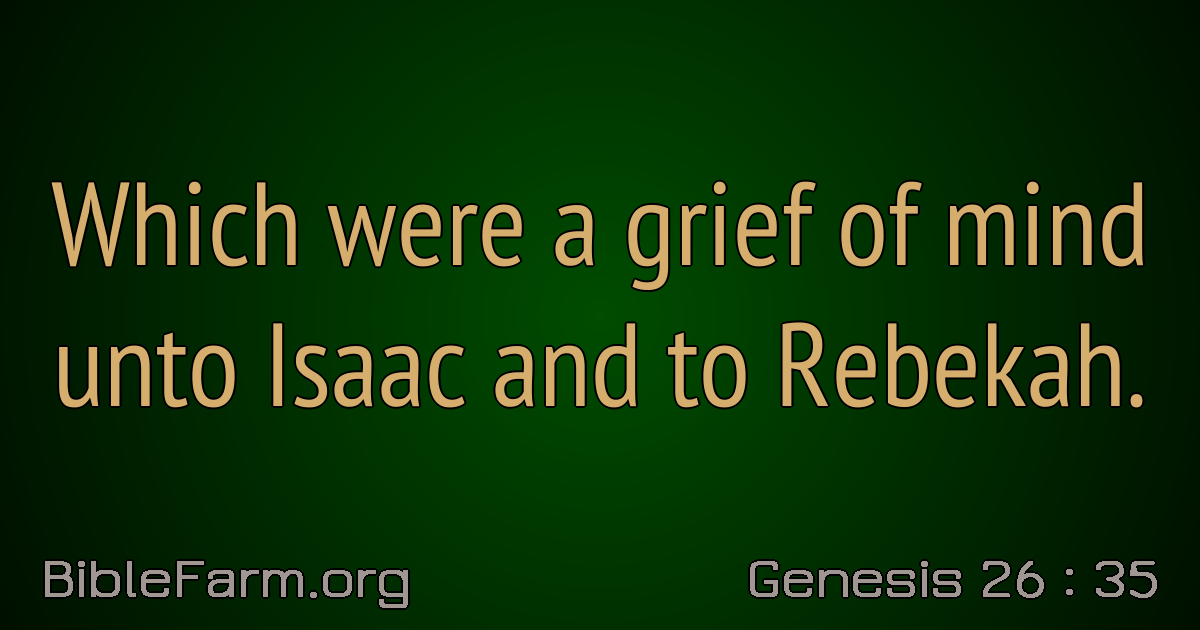 Which were a grief of mind
unto Isaac and to Rebekah.
BibleFarm.org
Genesis 26 : 35